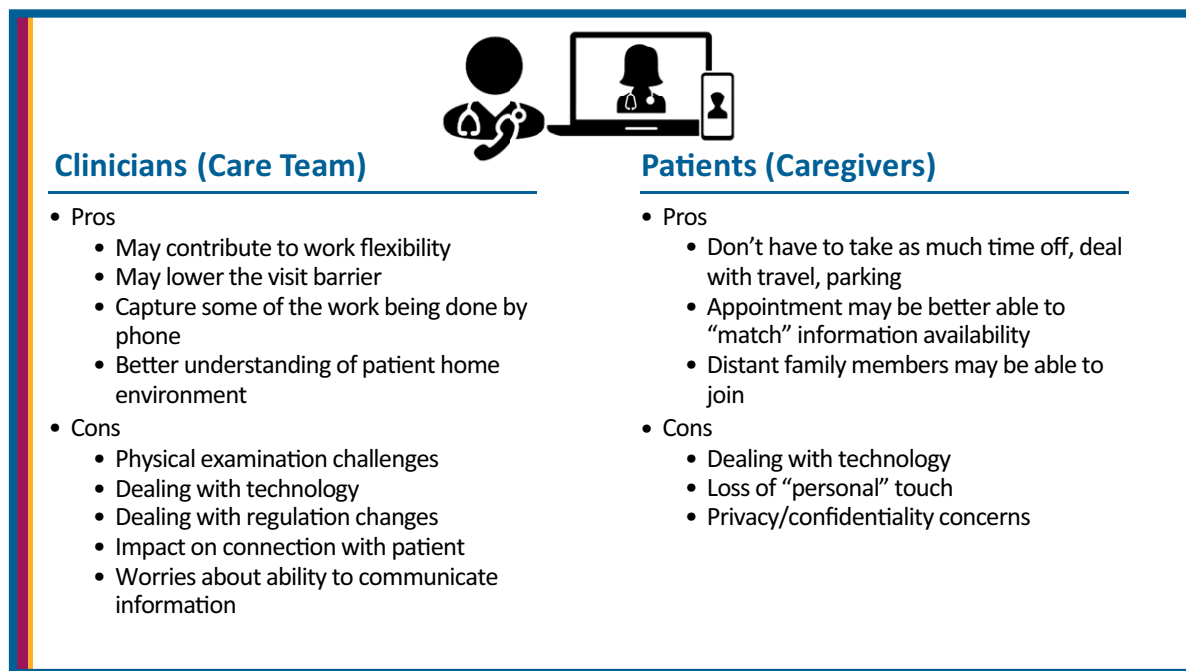 Clinicians (Care Team)
• Pros
• May contribute to work flexibility
• May lower the visit barrier
• Capture some of the work being done by
phone
• Better understanding of patient home
environment
• Cons
• Physical examination challenges
• Dealing with technology
• Dealing with regulation changes
• Impact on connection with patient
• Worries about ability to communicate
information
Patients (Caregivers)
• Pros
• Don’t have to take as much time off, deal
with travel, parking
• Appointment may be better able to
“match” information availability
• Distant family members may be able to
join
• Cons
• Dealing with technology
• Loss of “personal” touch
• Privacy/confidentiality concerns